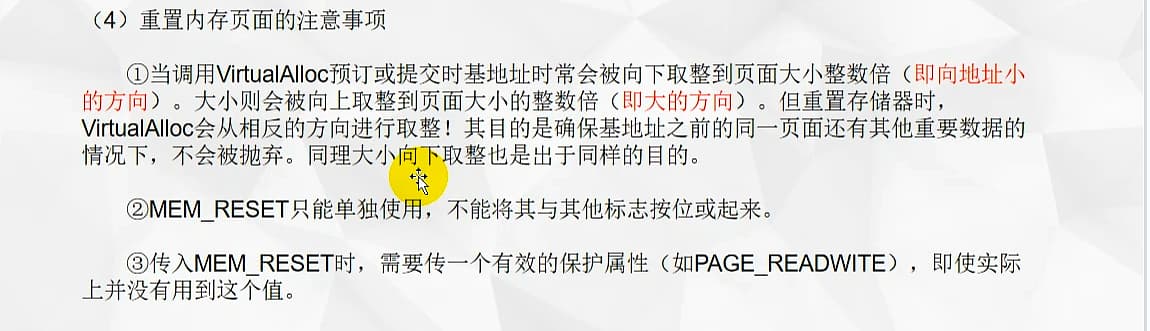 （4）重置内存页面的注意事项
①当调用VirtualAlloc预订或提交时基地址时常会被向下取整到页面大小整数倍（即向地址小
的方向）。大小则会被向上取整到页面大小的整数倍（即大的方向）。但重置存储器时，
VirtualAlloc会从相反的方向进行取整！其目的是确保基地址之前的同一页面还有其他重要数据的
情况下，不会被抛弃。同理大小向下取整也是出于同样的目的。
②MEM_RESET只能单独使用，不能将其与其他标志按位或起来。
③传入MEM_RESET时，需要传一个有效的保护属性（如PAGE_READWITE），即使实际
上并没有用到这个值。